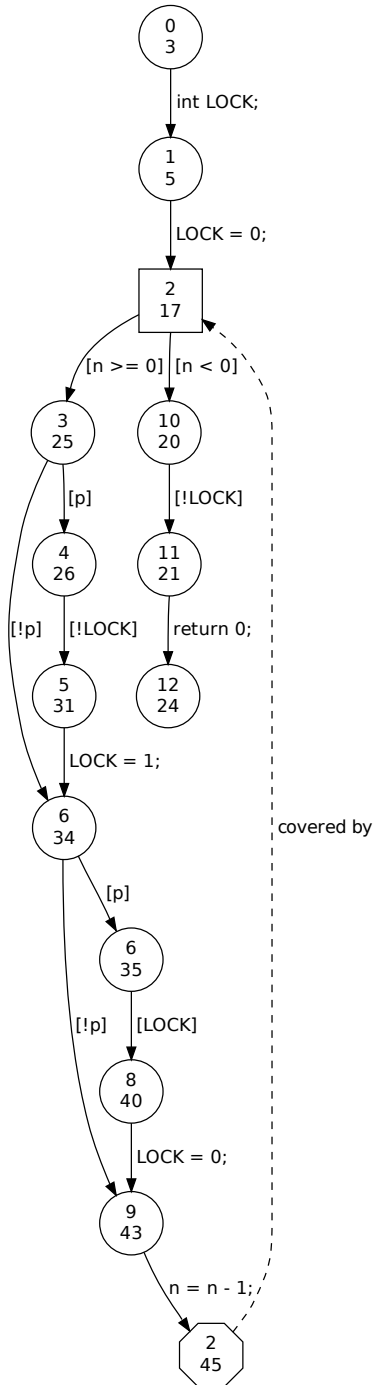 0
3
int LOCK;
1
5
LOCK = 0;
2
17
[n >= 0]
[n < 0]
3
25
10
20
[p]
[!LOCK]
4
26
11
21
[!p]
[!LOCK]
return 0;
5
31
12
24
LOCK = 1;
6
34
covered by
[p]
6
35
[!p]
[LOCK]
8
40
LOCK = 0;
9
43
n = n - 1;
2
45